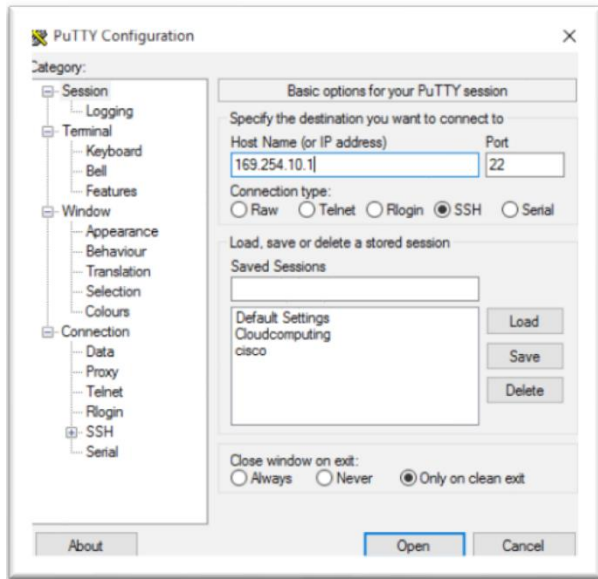 PuTTY Configuration
Category:
Session
Logging
Terminal
Keyboard
Bell
Features
Window
Appearance
Behaviour
Translation
Selection
Colours
Connection
Data
Proxy
Telnet
Rlogin
SSH
Serial
Basic options for your PuTTY session
Specify the destination you want to connect to
Host Name (or IP address) Port
169.254.10.1 22
Connection type:
Raw Telnet Rlogin SSH Serial
Load, save or delete a stored session
Saved Sessions
Default Settings
Cloudcomputing
cisco
Load
Save
Delete
Close window on exit:
Always Never Only on clean exit
About Open Cancel